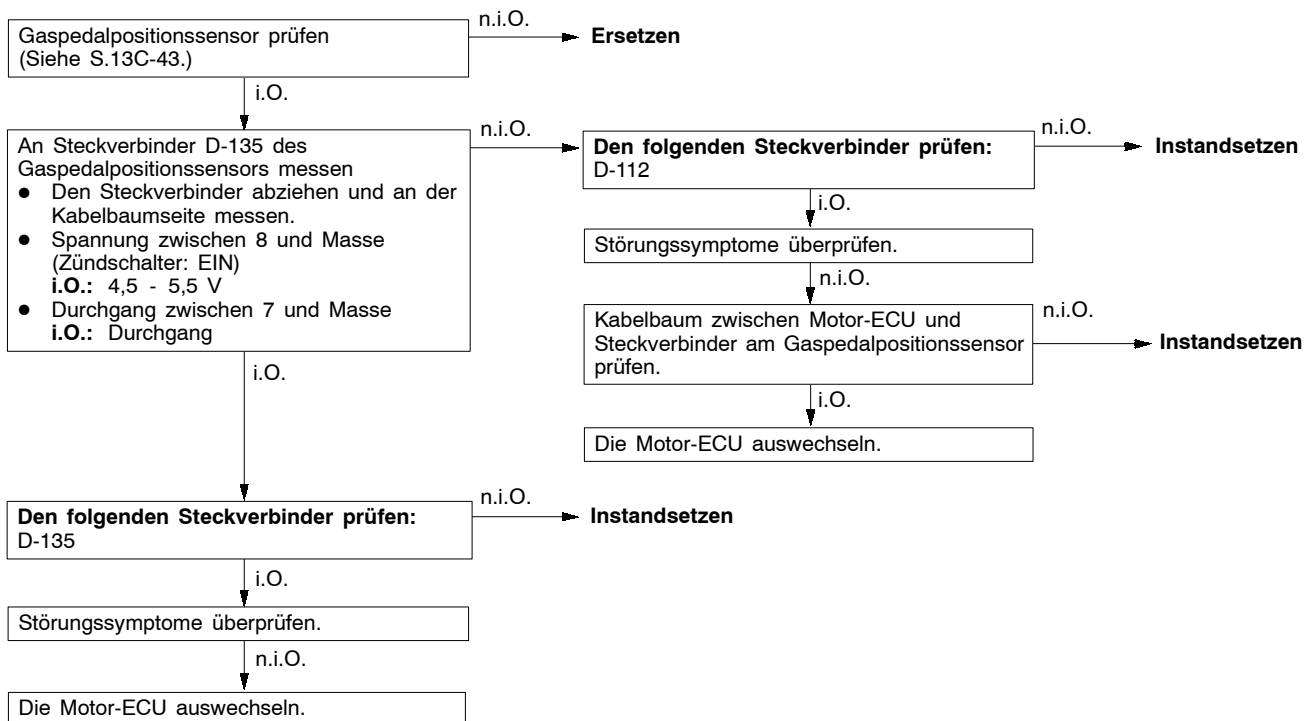 Gaspedalpositionssensor prüfen
(Siehe S.13C-43.)
n.i.O.
Ersetzen
i.O.
An Steckverbinder D-135 des
Gaspedalpositionssensors messen
● Den Steckverbinder abziehen und an der
Kabelbaumseite messen.
● Spannung zwischen 8 und Masse
(Zündschalter: EIN)
i.O.: 4,5 - 5,5 V
● Durchgang zwischen 7 und Masse
i.O.: Durchgang
n.i.O.
Den folgenden Steckverbinder prüfen:
D-112
n.i.O.
Instandsetzen
i.O.
Störungssymptome überprüfen.
n.i.O.
Kabelbaum zwischen Motor-ECU und
Steckverbinder am Gaspedalpositionssensor
prüfen.
n.i.O.
Instandsetzen
i.O.
Die Motor-ECU auswechseln.
i.O.
Den folgenden Steckverbinder prüfen:
D-135
n.i.O.
Instandsetzen
i.O.
Störungssymptome überprüfen.
n.i.O.
Die Motor-ECU auswechseln.